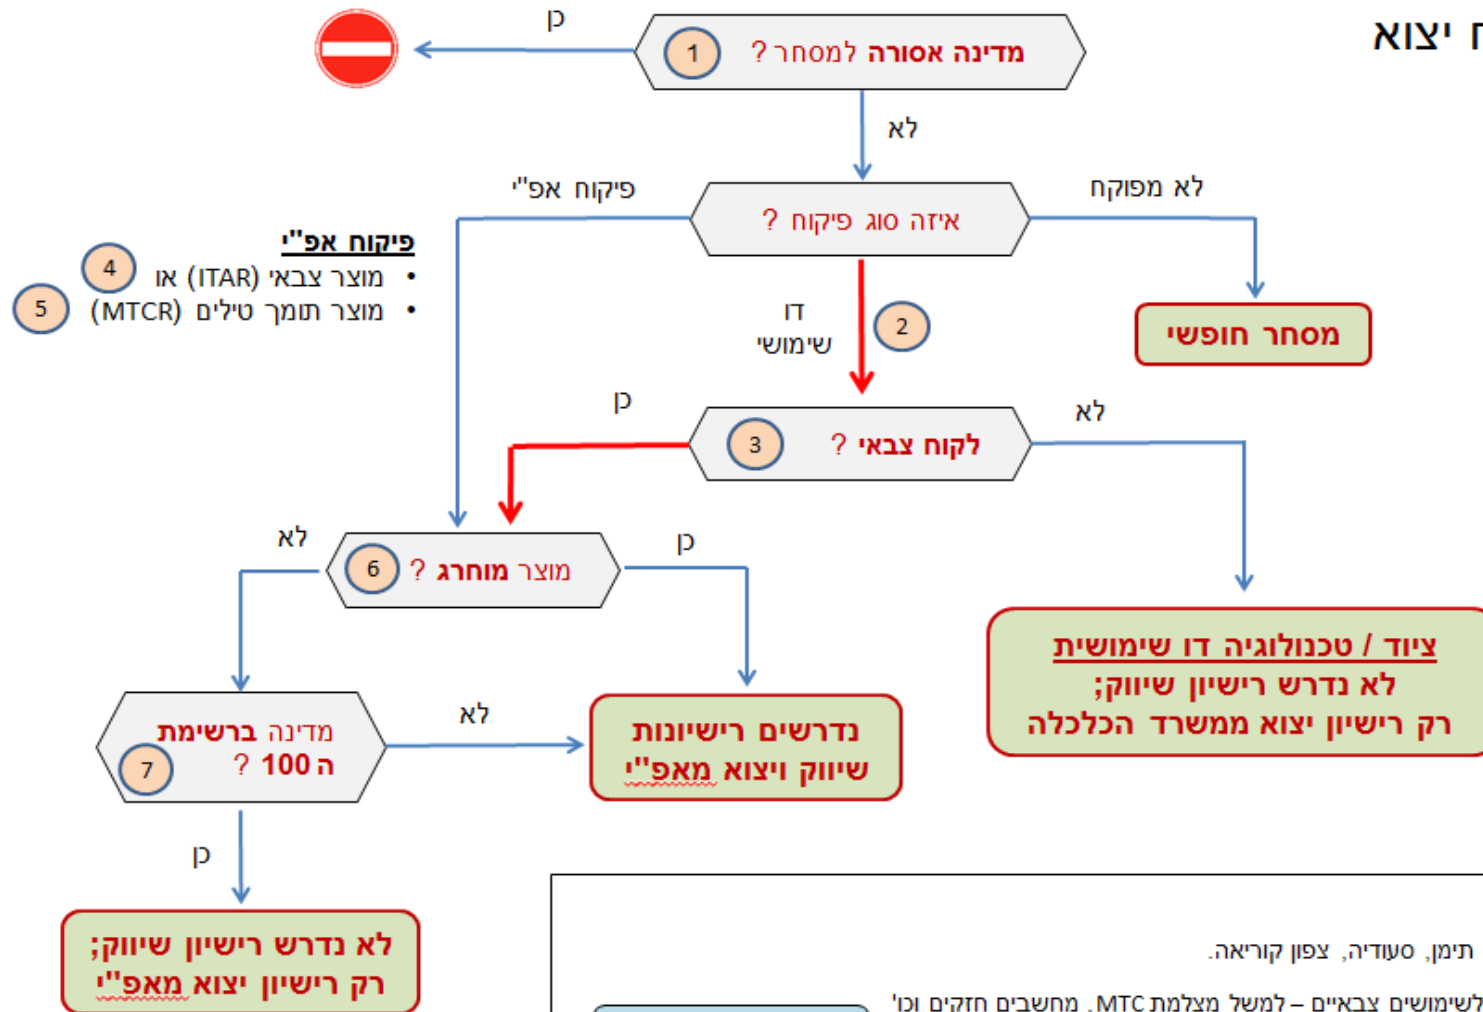 ח יצוא
כן
1
מדינה אסורה למסחר ?
לא
פיקוח אפ"י
איזה סוג פיקוח ?
לא מפוקח
פיקוח אפ"י
• מוצר צבאי (ITAR) או
4
• מוצר תומך טילים (MTCR)
5
דו
שימושי
2
מסחר חופשי
כן
לקוח צבאי ?
3
לא
לא
מוצר מוחרג ?
6
כן
ציוד / טכנולוגיה דו שימושית
לא נדרש רישיון שיווק;
רק רישיון יצוא ממשרד הכלכלה
מדינה ברשימת
ה 100 ?
7
לא
נדרשים רישיונות
שיווק ויצוא מאפ"י
כן
לא נדרש רישיון שיווק;
רק רישיון יצוא מאפ"י
תימן, סעודיה, צפון קוריאה.
לשימושים צבאיים – למשל מצלמת MTC, מחשבים חזקים וכו'